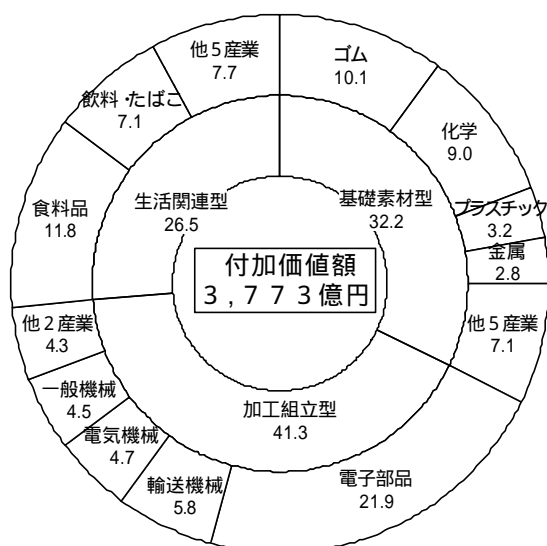 他5産業
7.7
ゴム
10.1
飲料・たばこ
7.1
化学
9.0
食料品
11.8
生活関連型
26.5
基礎素材型
32.2
プラスチック
3.2
金属
2.8
付加価値額
3,773億円
他2産業
4.3
他5産業
7.1
一般機械
4.5
加工組立型
41.3
電気機械
4.7
輸送機械
5.8
電子部品
21.9